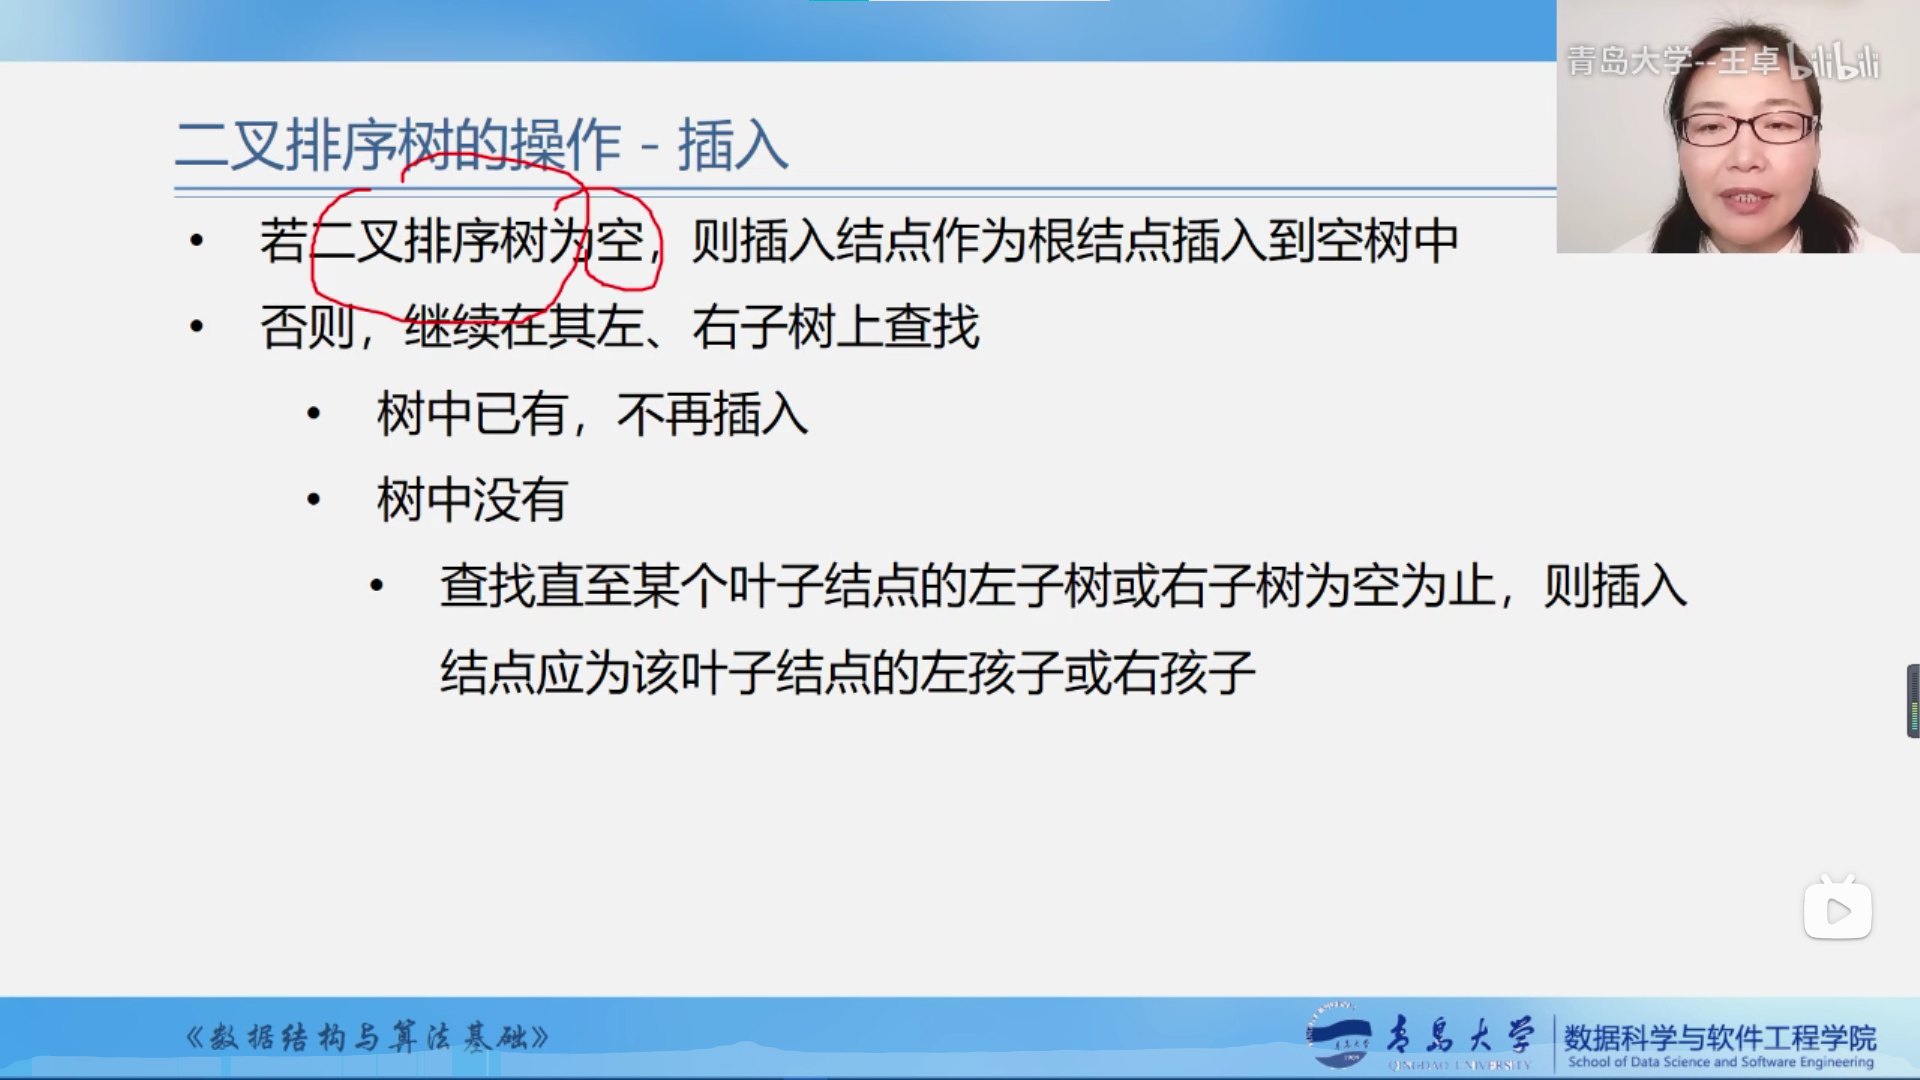 青岛大学--王卓 bilibili
二叉排序树的操作 - 插入
• 若二叉排序树为空，则插入结点作为根结点插入到空树中
• 否则，继续在其左、右子树上查找
• 树中已有，不再插入
• 树中没有
• 查找直至某个叶子结点的左子树或右子树为空为止，则插入
结点应为该叶子结点的左孩子或右孩子
《数据结构与算法基础》
青岛大学
QINGDAO UNIVERSITY
数据科学与软件工程学院
School of Data Science and Software Engineering